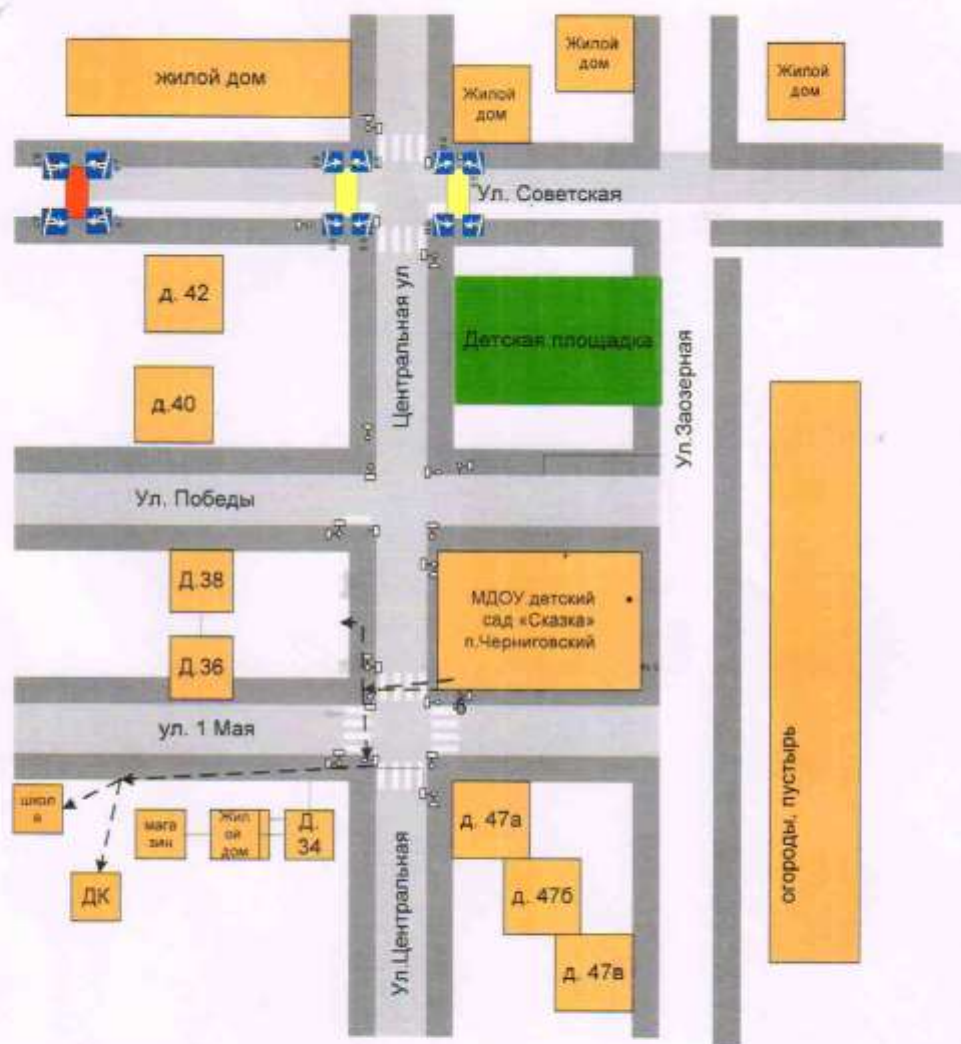 жилой дом
Жилой
дом
Жилой
дом
Жилой
дом
Ул. Советская
д. 42
Центральная ул
Детская площадка
д.40
Ул.Заозерная
Ул. Победы
Д.38
МДОУ детский
сад «Сказка»
п.Черниговский
Д.36
б
ул. 1 Мая
огороды, пустырь
школ
а
мага
зин
Жил
ой
дом
Д.
34
д. 47а
ДК
д. 47б
Ул.Центральная
д. 47в